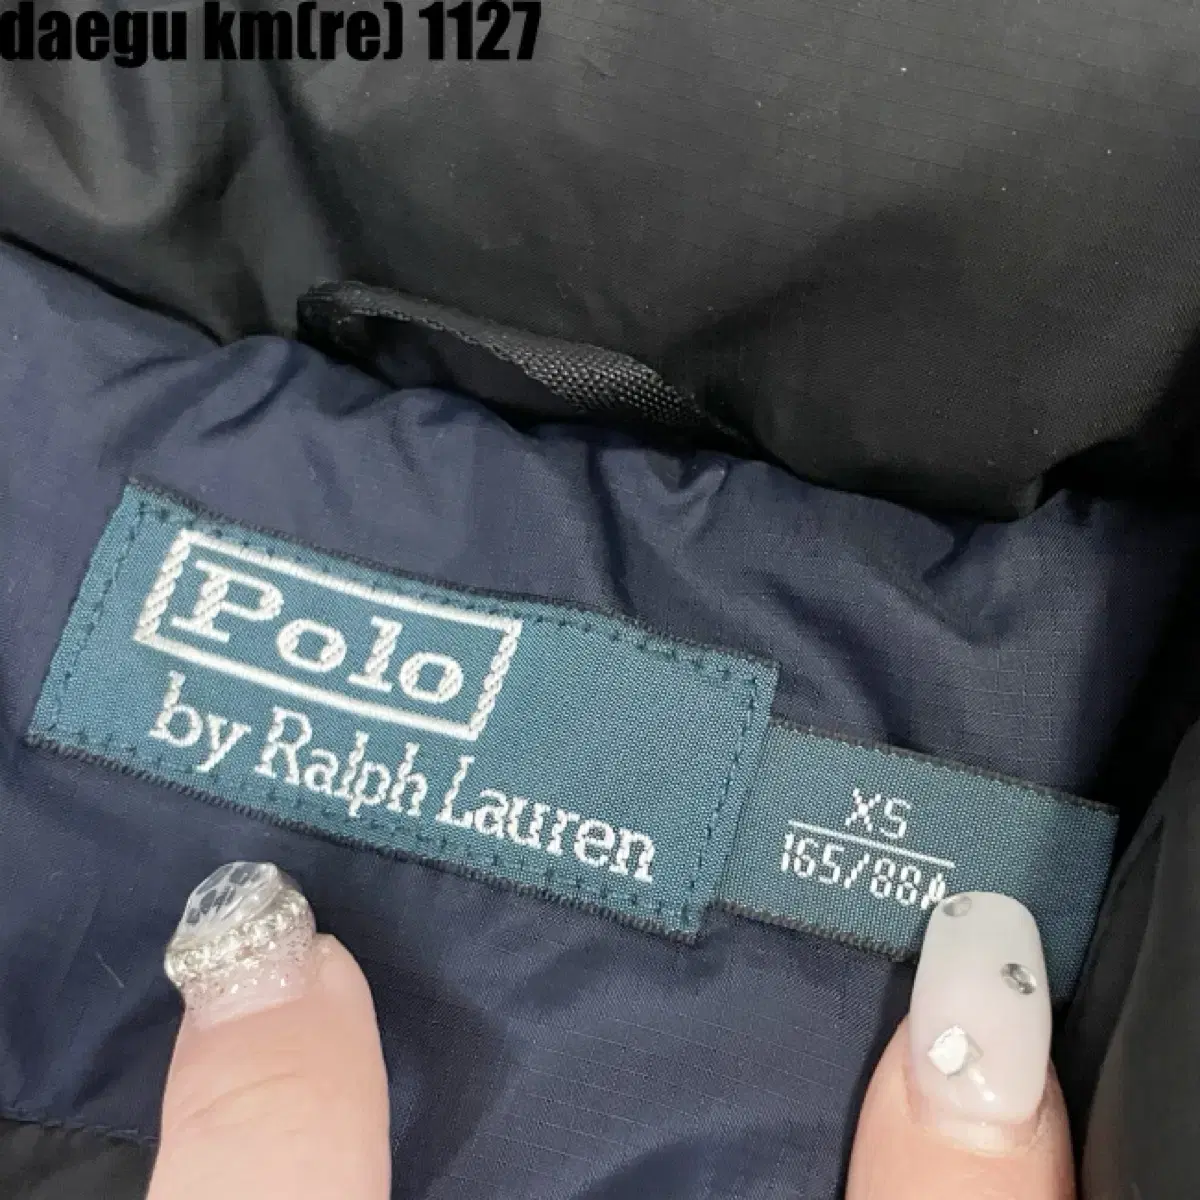 daegu km(re) 1127
Polo
by Ralph Lauren
XS
165/88A